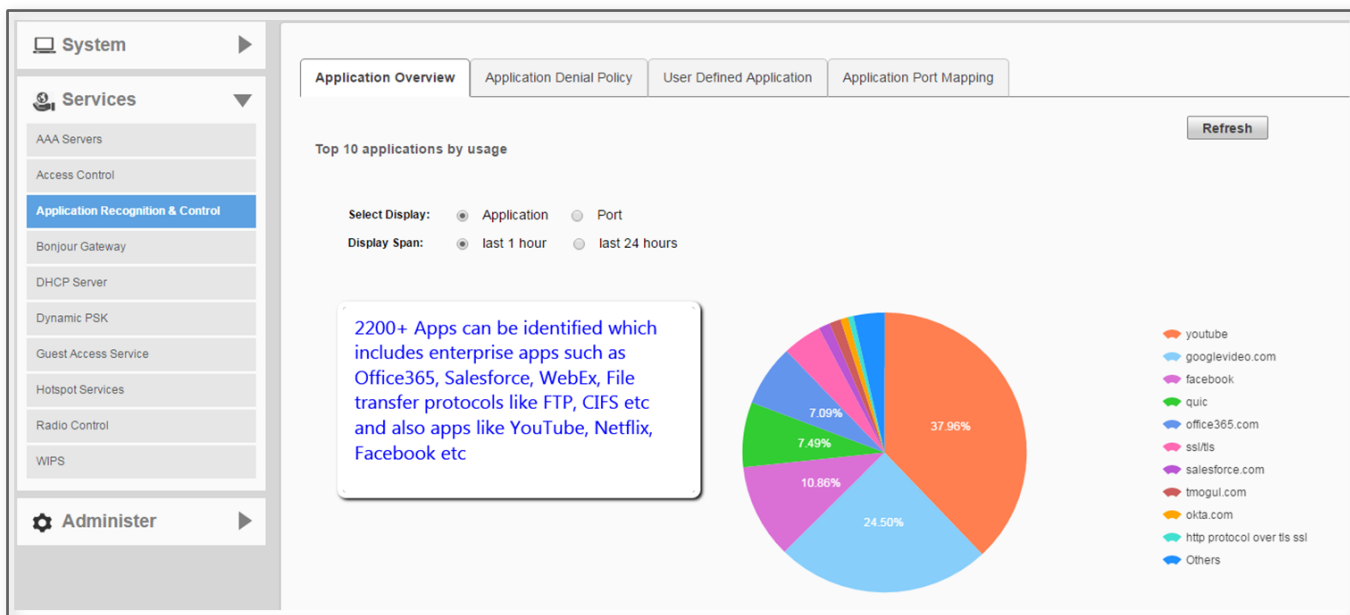 System
Services
AAA Servers
Access Control
Application Recognition & Control
Bonjour Gateway
DHCP Server
Dynamic PSK
Guest Access Service
Hotspot Services
Radio Control
WIPS
Administer
Application Overview
Application Denial Policy
User Defined Application
Application Port Mapping
Refresh
Top 10 applications by usage
Select Display: Application Port
Display Span: last 1 hour last 24 hours
2200+ Apps can be identified which
includes enterprise apps such as
Office365, Salesforce, WebEx, File
transfer protocols like FTP, CIFS etc
and also apps like YouTube, Netflix,
Facebook etc
37.96%
24.50%
10.86%
7.49%
7.09%
youtube
googlevideo.com
facebook
quic
office365.com
ssl/tls
salesforce.com
tmogul.com
okta.com
http protocol over tls ssl
Others